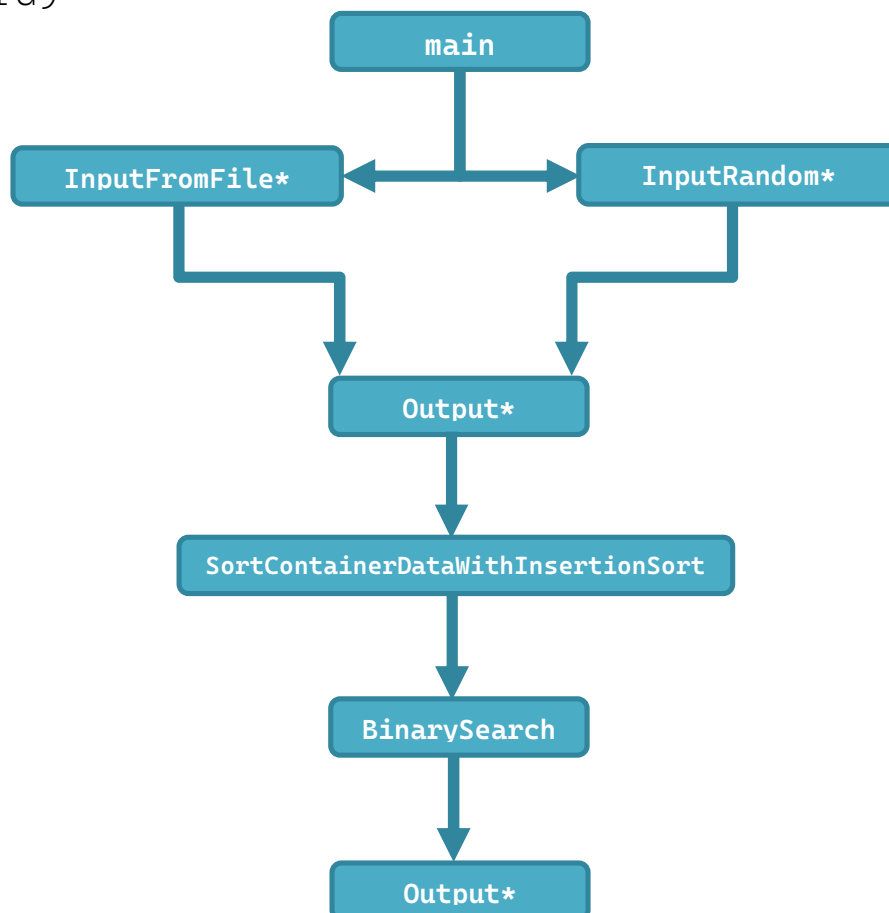 main
InputFromFile*
InputRandom*
Output*
SortContainerDataWithInsertionSort
BinarySearch
Output*